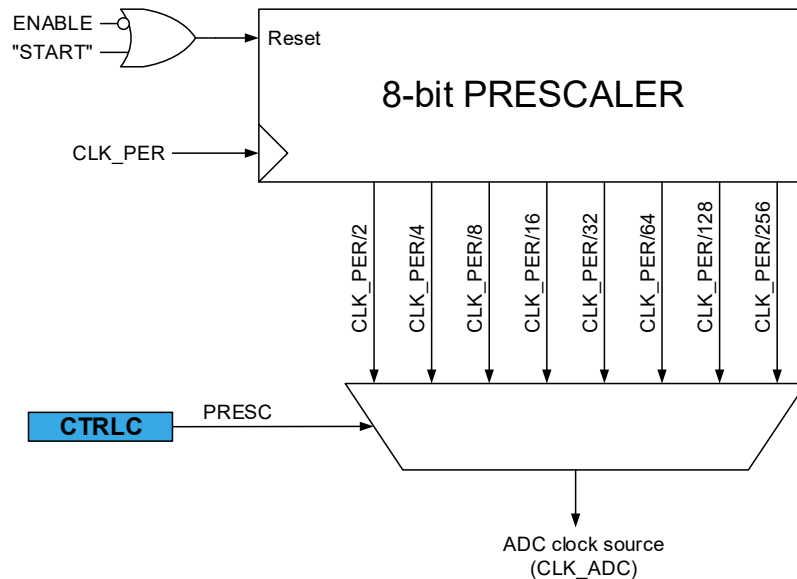 ENABLE
"START"
Reset
8-bit PRESCALER
CLK_PER
CLK_PER/2
CLK_PER/4
CLK_PER/8
CLK_PER/16
CLK_PER/32
CLK_PER/64
CLK_PER/128
CLK_PER/256
CTRLC
PRESC
ADC clock source
(CLK_ADC)